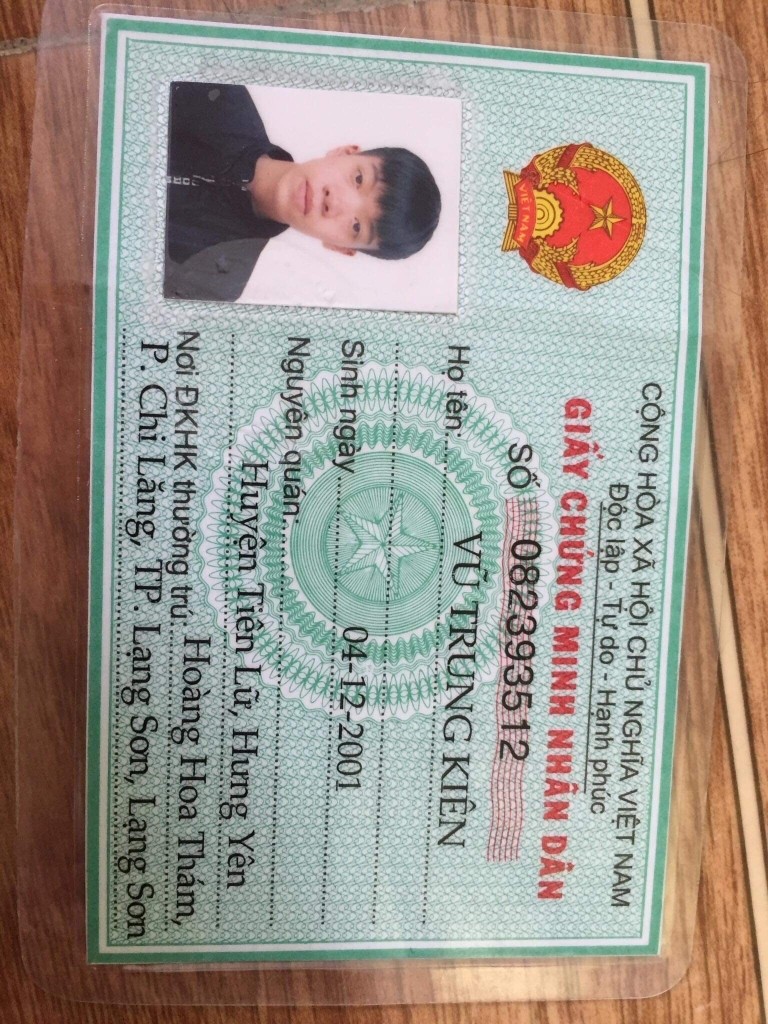 CỘNG HÒA XÃ HỘI CHỦ NGHĨA VIỆT NAM
Độc lập - Tự do - Hạnh phúc
GIẤY CHỨNG MINH NHÂN DÂN
SỐ 082393512
Họ tên VŨ TRUNG KIÊN
Sinh ngày 04-12-2001
Nguyên quán
Huyện Tiên Lữ, Hưng Yên
Nơi ĐKHK thường trú Hoàng Hoa Thám,
P. Chi Lăng, TP. Lạng Sơn, Lạng Sơn
VIỆT NAM